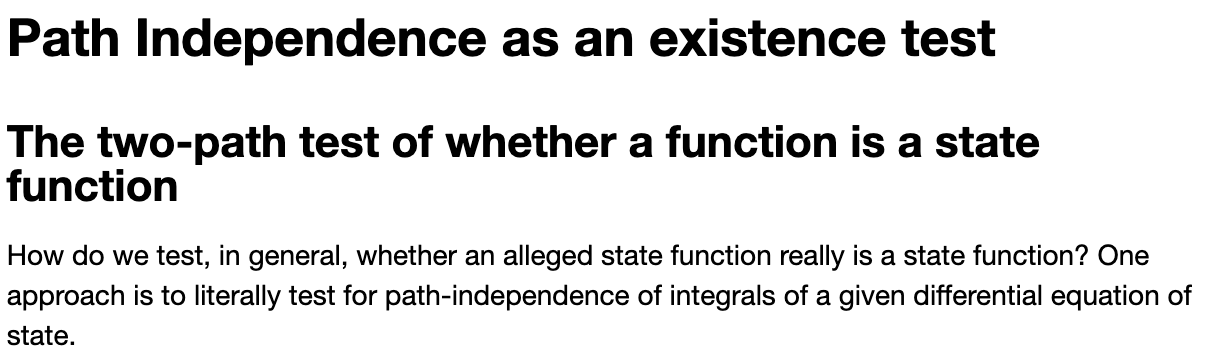 Path Independence as an existence test
The two-path test of whether a function is a state
function
How do we test, in general, whether an alleged state function really is a state function? One
approach is to literally test for path-independence of integrals of a given differential equation of
state.